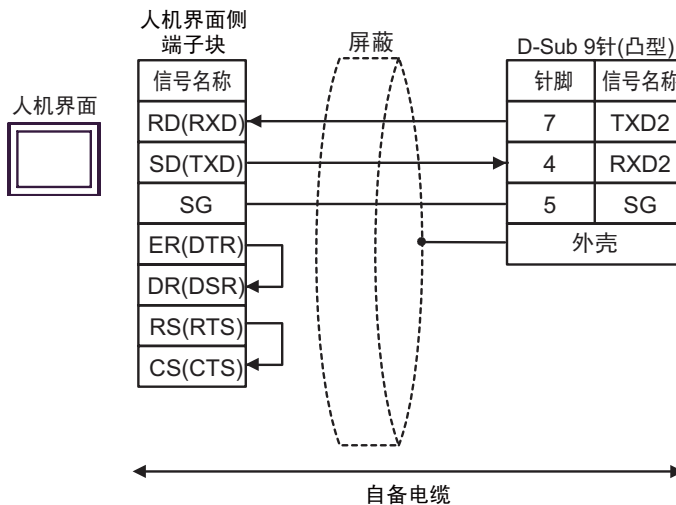 人机界面侧
端子块
屏蔽
D-Sub 9针(凸型)
人机界面
信号名称
针脚 信号名称
RD(RXD) 7 TXD2
SD(TXD) 4 RXD2
SG 5 SG
ER(DTR) 外壳
DR(DSR)
RS(RTS)
CS(CTS)
自备电缆